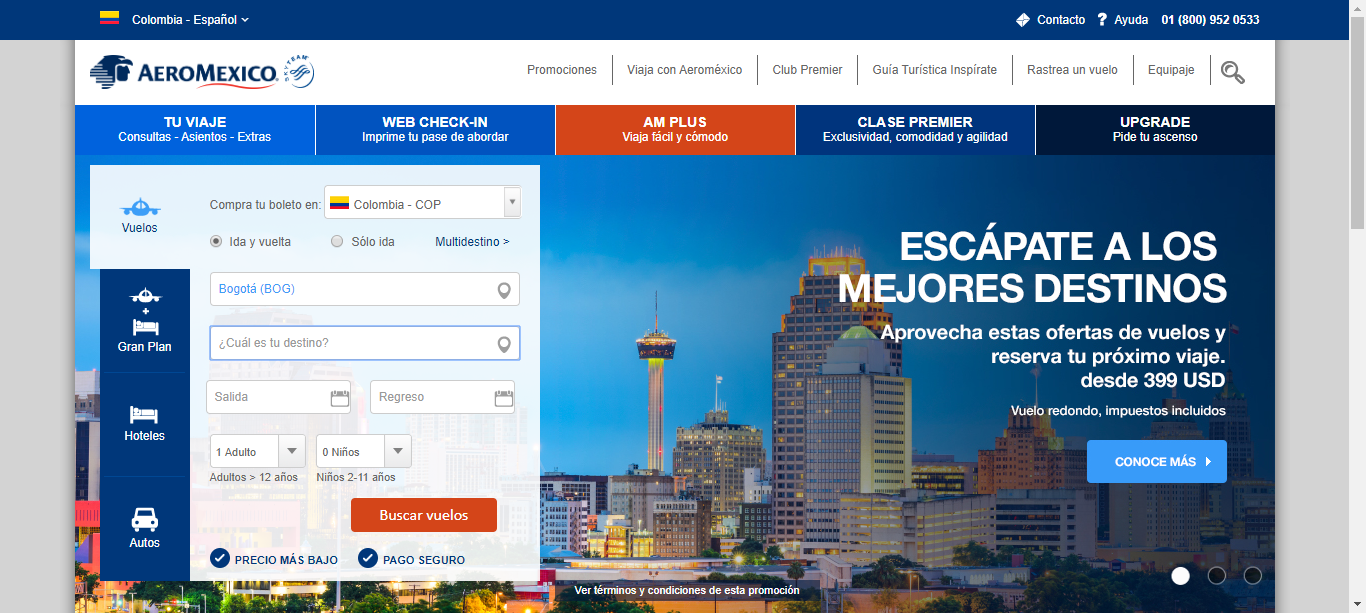 Colombia - Español
Contacto
? Ayuda
01 (800) 952 0533
AEROMEXICO.
SKYTEAM
Promociones
Viaja con Aeroméxico
Club Premier
Guía Turística Inspírate
Rastrea un vuelo
Equipaje
TU VIAJE
Consultas - Asientos - Extras
WEB CHECK-IN
Imprime tu pase de abordar
AM PLUS
Viaja fácil y cómodo
CLASE PREMIER
Exclusividad, comodidad y agilidad
UPGRADE
Pide tu ascenso
Vuelos
+
Gran Plan
Hoteles
Autos
Compra tu boleto en:
Colombia - COP
Ida y vuelta
Sólo ida
Multidestino >
Bogotá (BOG)
¿Cuál es tu destino?
Salida
Regreso
1 Adulto
0 Niños
Adultos > 12 años
Niños 2-11 años
Buscar vuelos
PRECIO MÁS BAJO
PAGO SEGURO
ESCÁPATE A LOS
MEJORES DESTINOS
Aprovecha estas ofertas de vuelos y
reserva tu próximo viaje.
desde 399 USD
Vuelo redondo, impuestos incluidos
CONOCE MÁS
Ver términos y condiciones de esta promoción